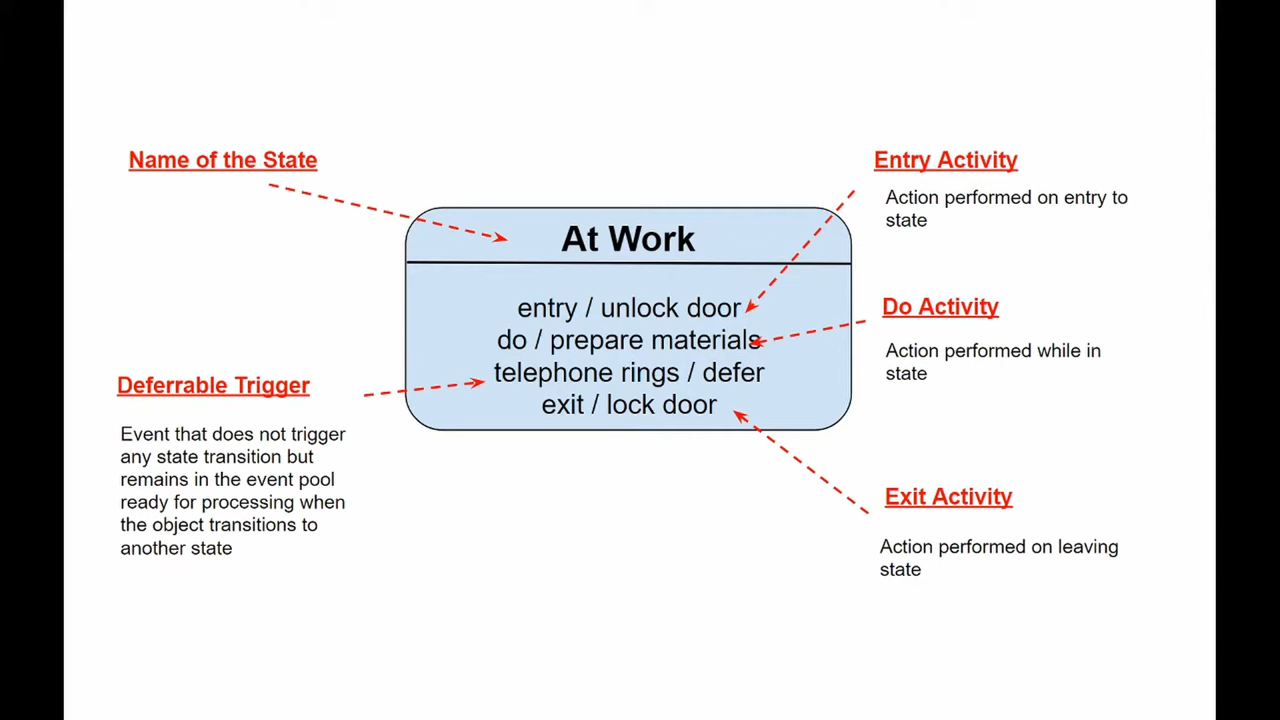 Name of the State
Entry Activity
Action performed on entry to
state
At Work
entry / unlock door
do / prepare materials
telephone rings / defer
exit / lock door
Do Activity
Action performed while in
state
Deferrable Trigger
Event that does not trigger
any state transition but
remains in the event pool
ready for processing when
the object transitions to
another state
Exit Activity
Action performed on leaving
state